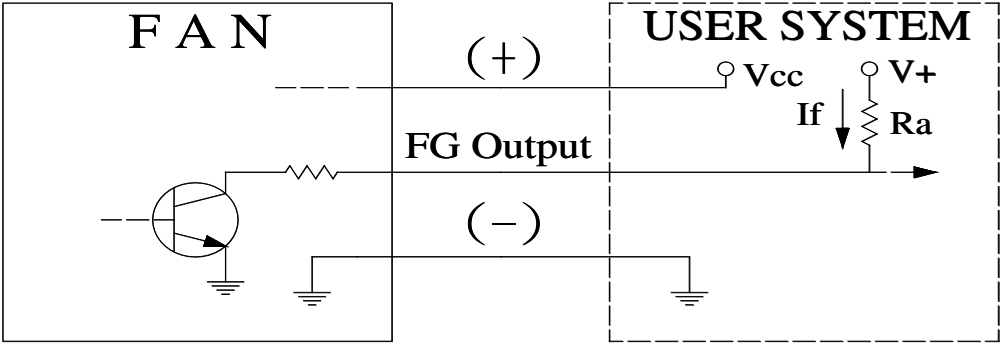 F A N
USER SYSTEM
(+)
Vcc
V+
If
Ra
FG Output
(−)